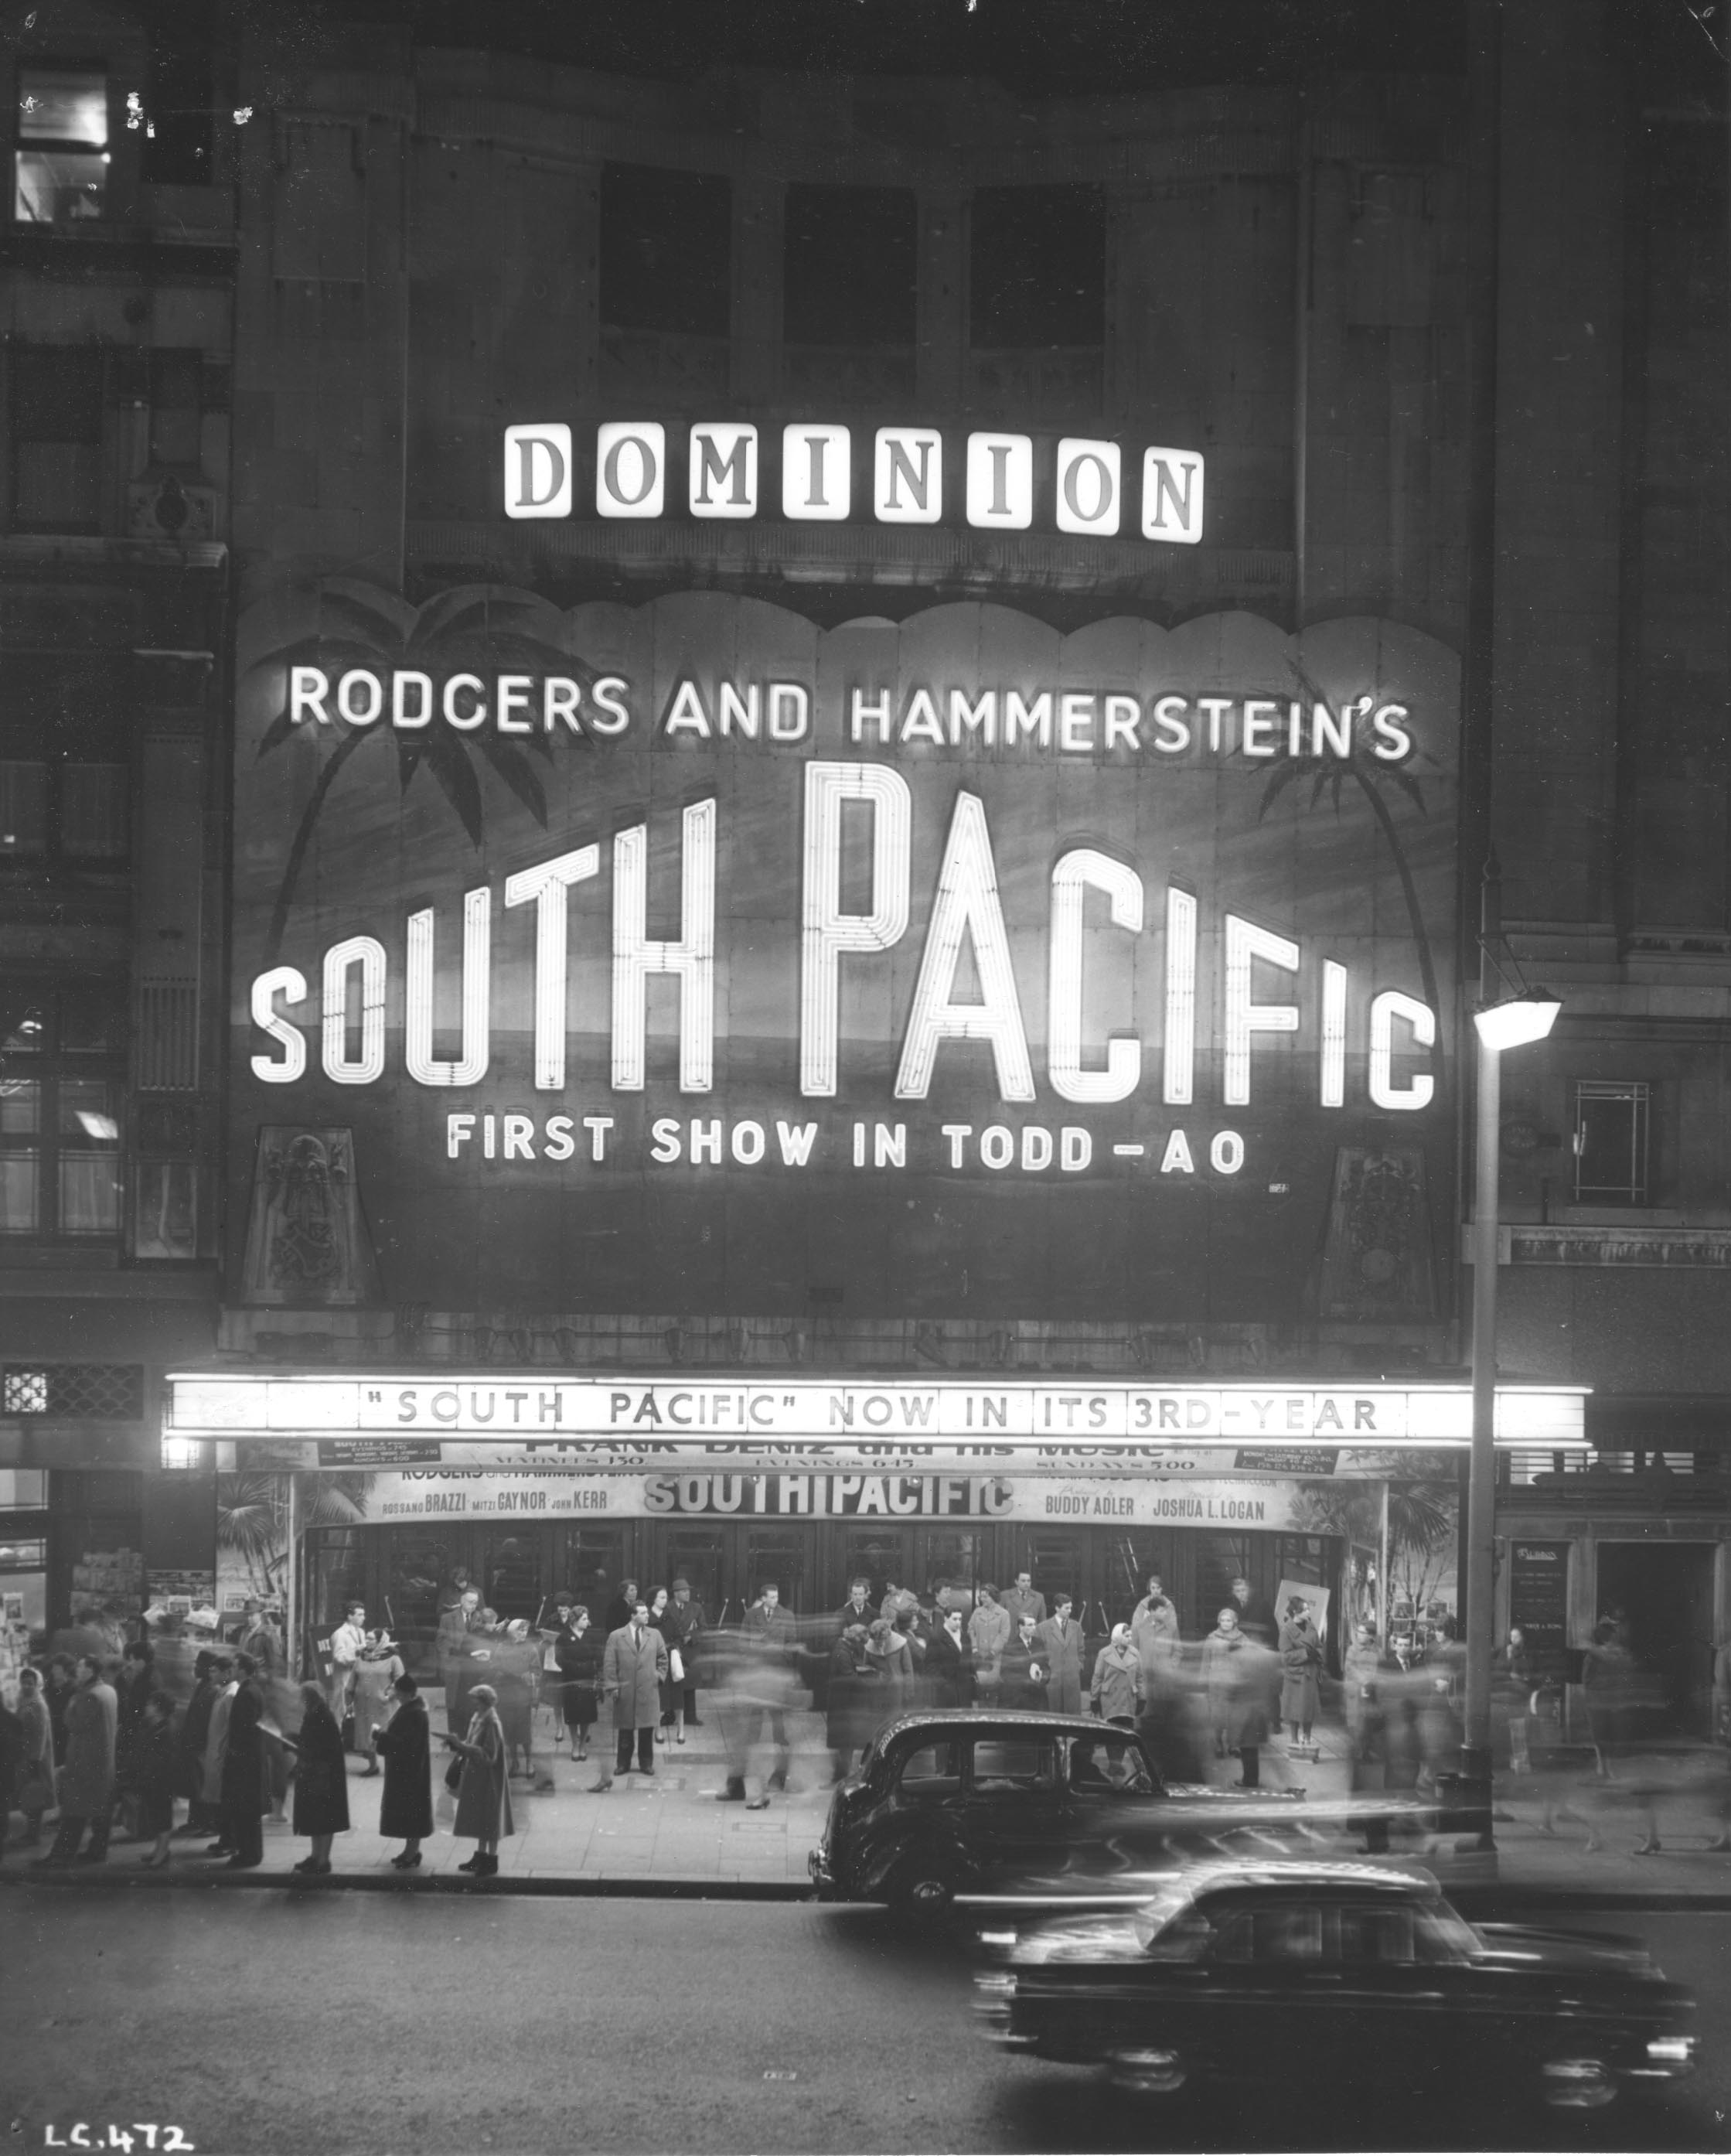 DOMINION
RODGERS AND HAMMERSTEIN'S
SOUTH PACIFIC
FIRST SHOW IN TODD-AO
"SOUTH PACIFIC" NOW IN ITS 3RD-YEAR
FRANK DENIZ and his MUSIC
MATINEES 1.30. EVENINGS 6.45. SUNDAYS 5.00
RODGERS and HAMMERSTEIN'S
ROSSANO BRAZZI · MITZI GAYNOR · JOHN KERR SOUTH PACIFIC BUDDY ADLER · JOSHUA L. LOGAN
LC.472